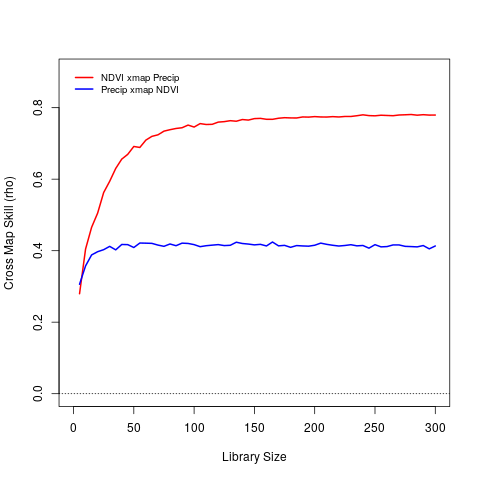 NDVI xmap Precip
Precip xmap NDVI
Cross Map Skill (rho)
0.8
0.6
0.4
0.2
0.0
0 50 100 150 200 250 300
Library Size